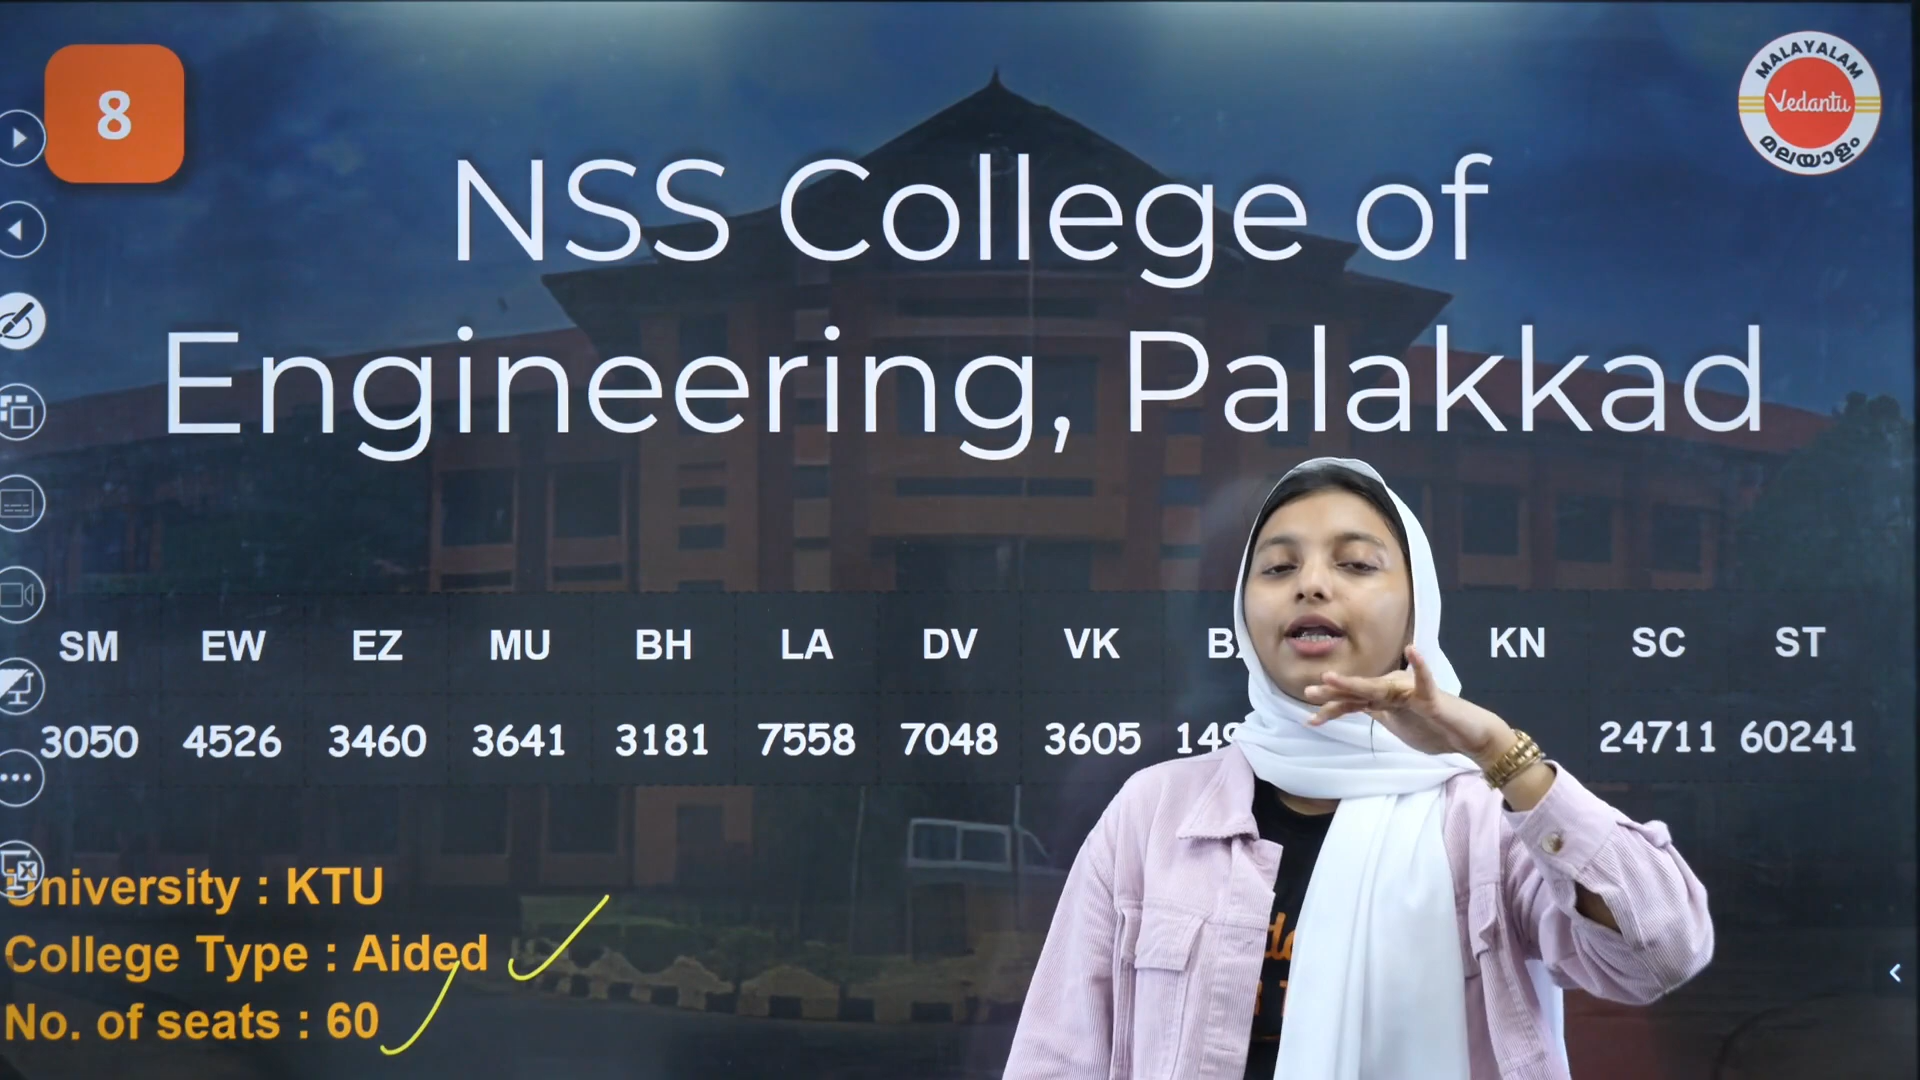 8
MALAYALAM
Vedantu
മലയാളം
NSS College of
Engineering, Palakkad
SM EW EZ MU BH LA DV VK KN SC ST
3050 4526 3460 3641 3181 7558 7048 3605 24711 60241
University : KTU
College Type : Aided
No. of seats : 60